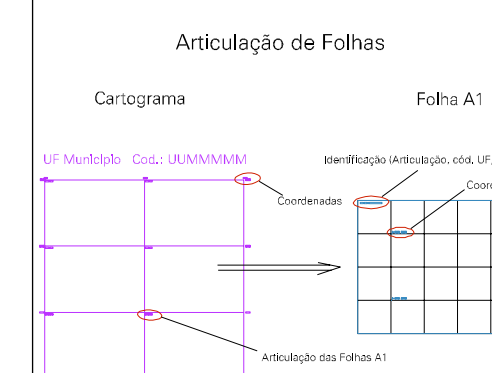 Articulação de Folhas
Cartograma
Folha A1
UF Município Cod.: UUMMMMM
Identificação (Articulação, cód. UF,
Coordenadas
Coord
Articulação das Folhas A1